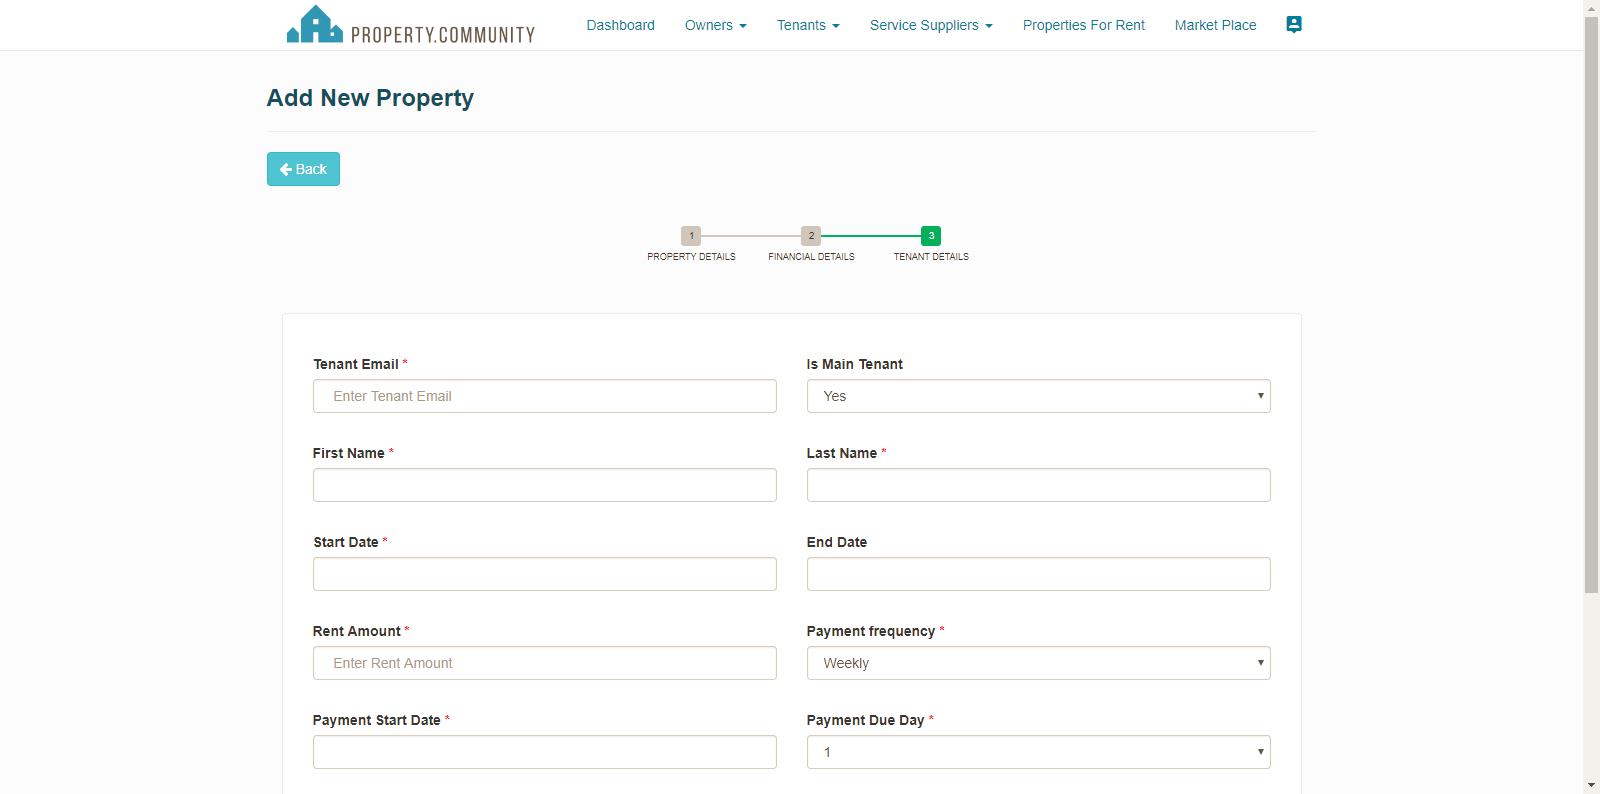 PROPERTY.COMMUNITY Dashboard Owners Tenants Service Suppliers Properties For Rent Market Place
Add New Property
Back
1 2 3
PROPERTY DETAILS FINANCIAL DETAILS TENANT DETAILS
Tenant Email * Is Main Tenant
Enter Tenant Email Yes
First Name * Last Name *
Start Date * End Date
Rent Amount * Payment frequency *
Enter Rent Amount Weekly
Payment Start Date * Payment Due Day *
1